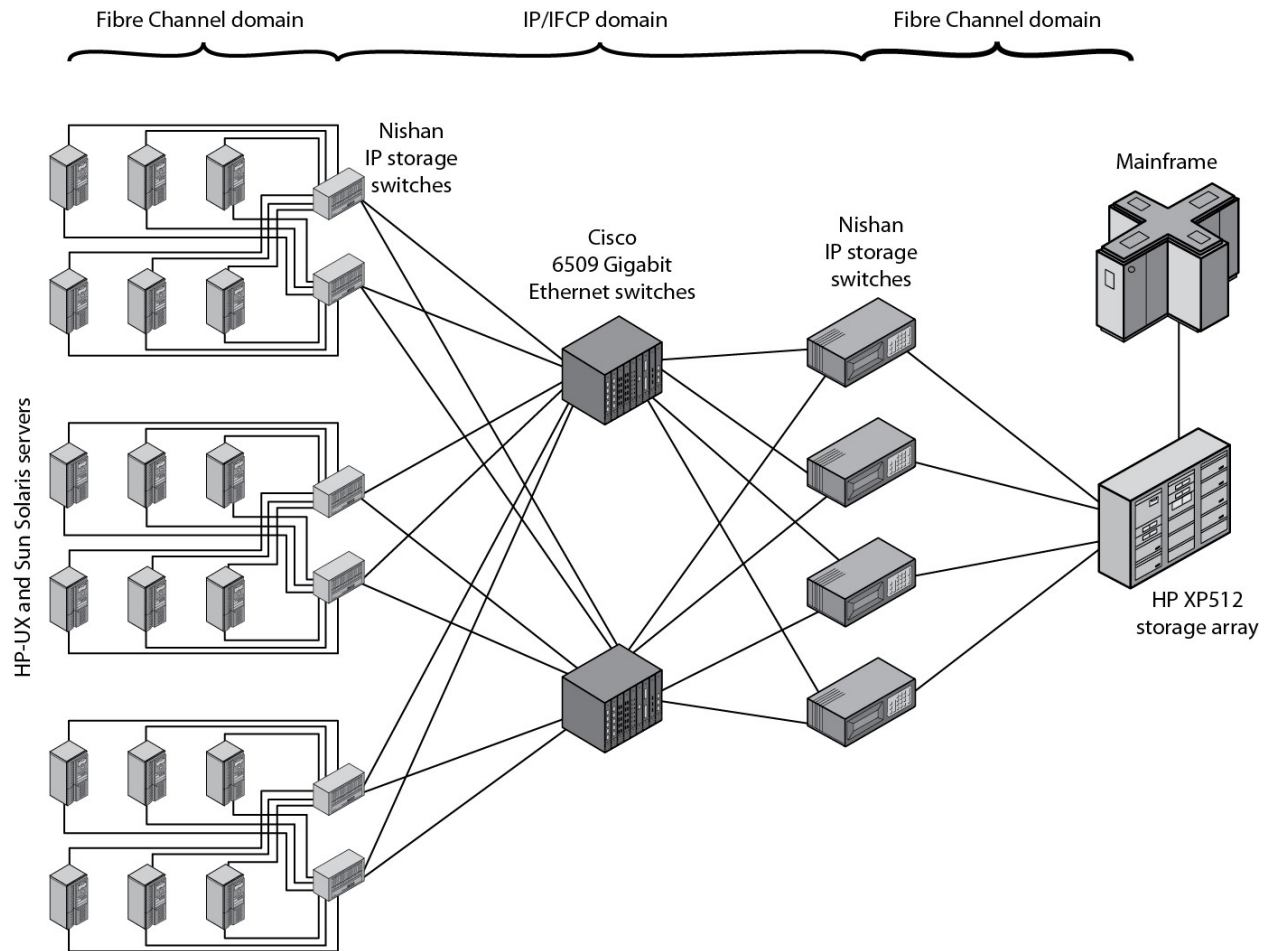 Fibre Channel domain
IP/IFCP domain
Fibre Channel domain
Nishan
IP storage
switches
Mainframe
Cisco
6509 Gigabit
Ethernet switches
Nishan
IP storage
switches
HP-UX and Sun Solaris servers
HP XP512
storage array